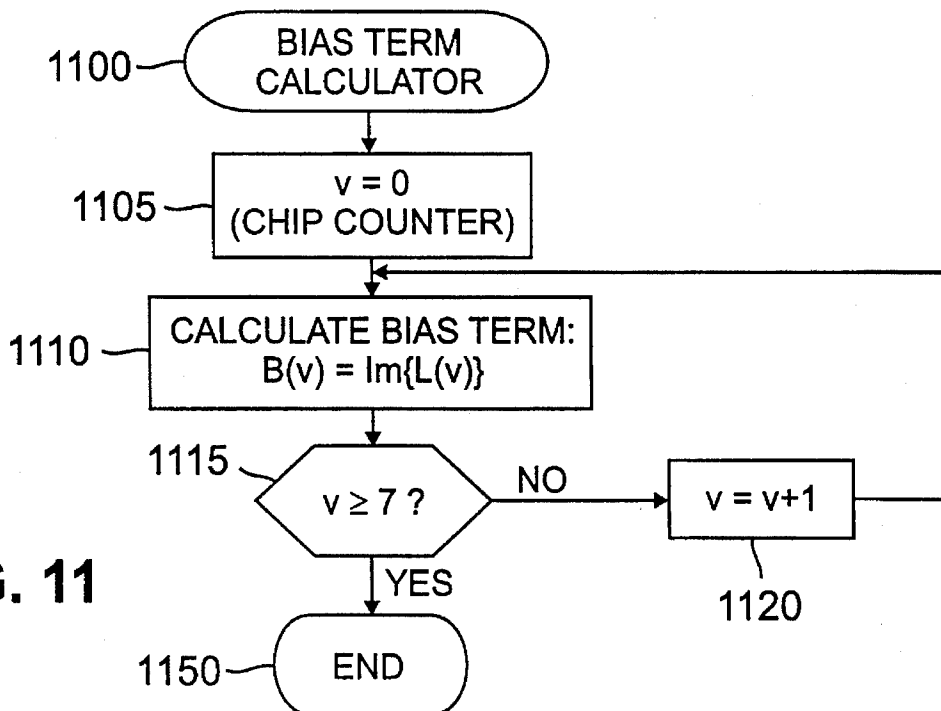 BIAS TERM
CALCULATOR
1100
v = 0
(CHIP COUNTER)
1105
CALCULATE BIAS TERM:
B(v) = Im{L(v)}
1110
1115
v ≥ 7 ?
NO
v = v+1
1120
YES
. 11
END
1150